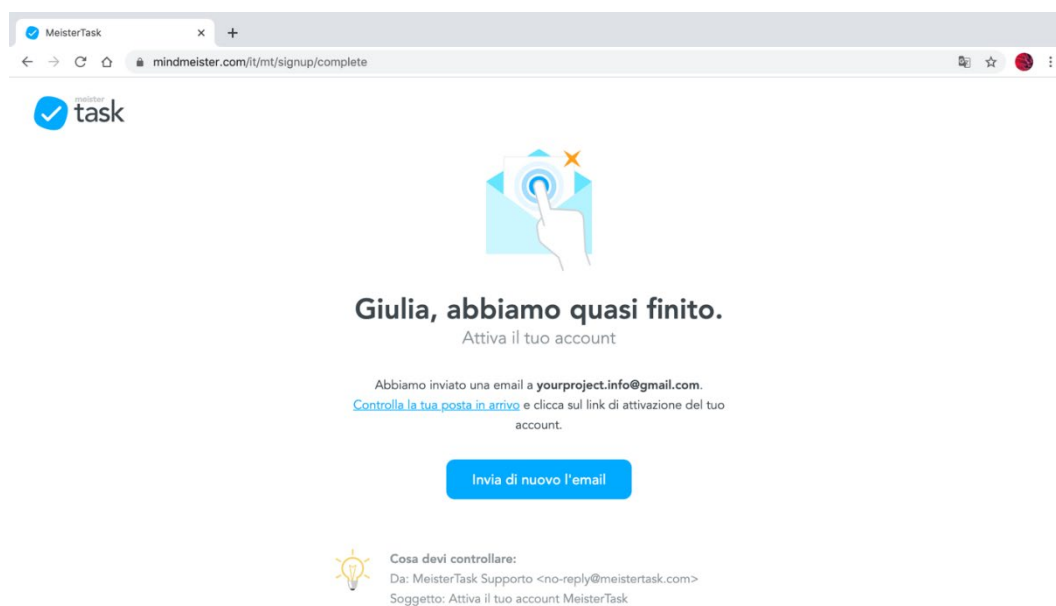 MeisterTask
mindmeister.com/it/mt/signup/complete
meister
task
Giulia, abbiamo quasi finito.
Attiva il tuo account
Abbiamo inviato una email a yourproject.info@gmail.com.
Controlla la tua posta in arrivo e clicca sul link di attivazione del tuo
account.
Invia di nuovo l'email
Cosa devi controllare:
Da: MeisterTask Supporto <no-reply@meistertask.com>
Soggetto: Attiva il tuo account MeisterTask